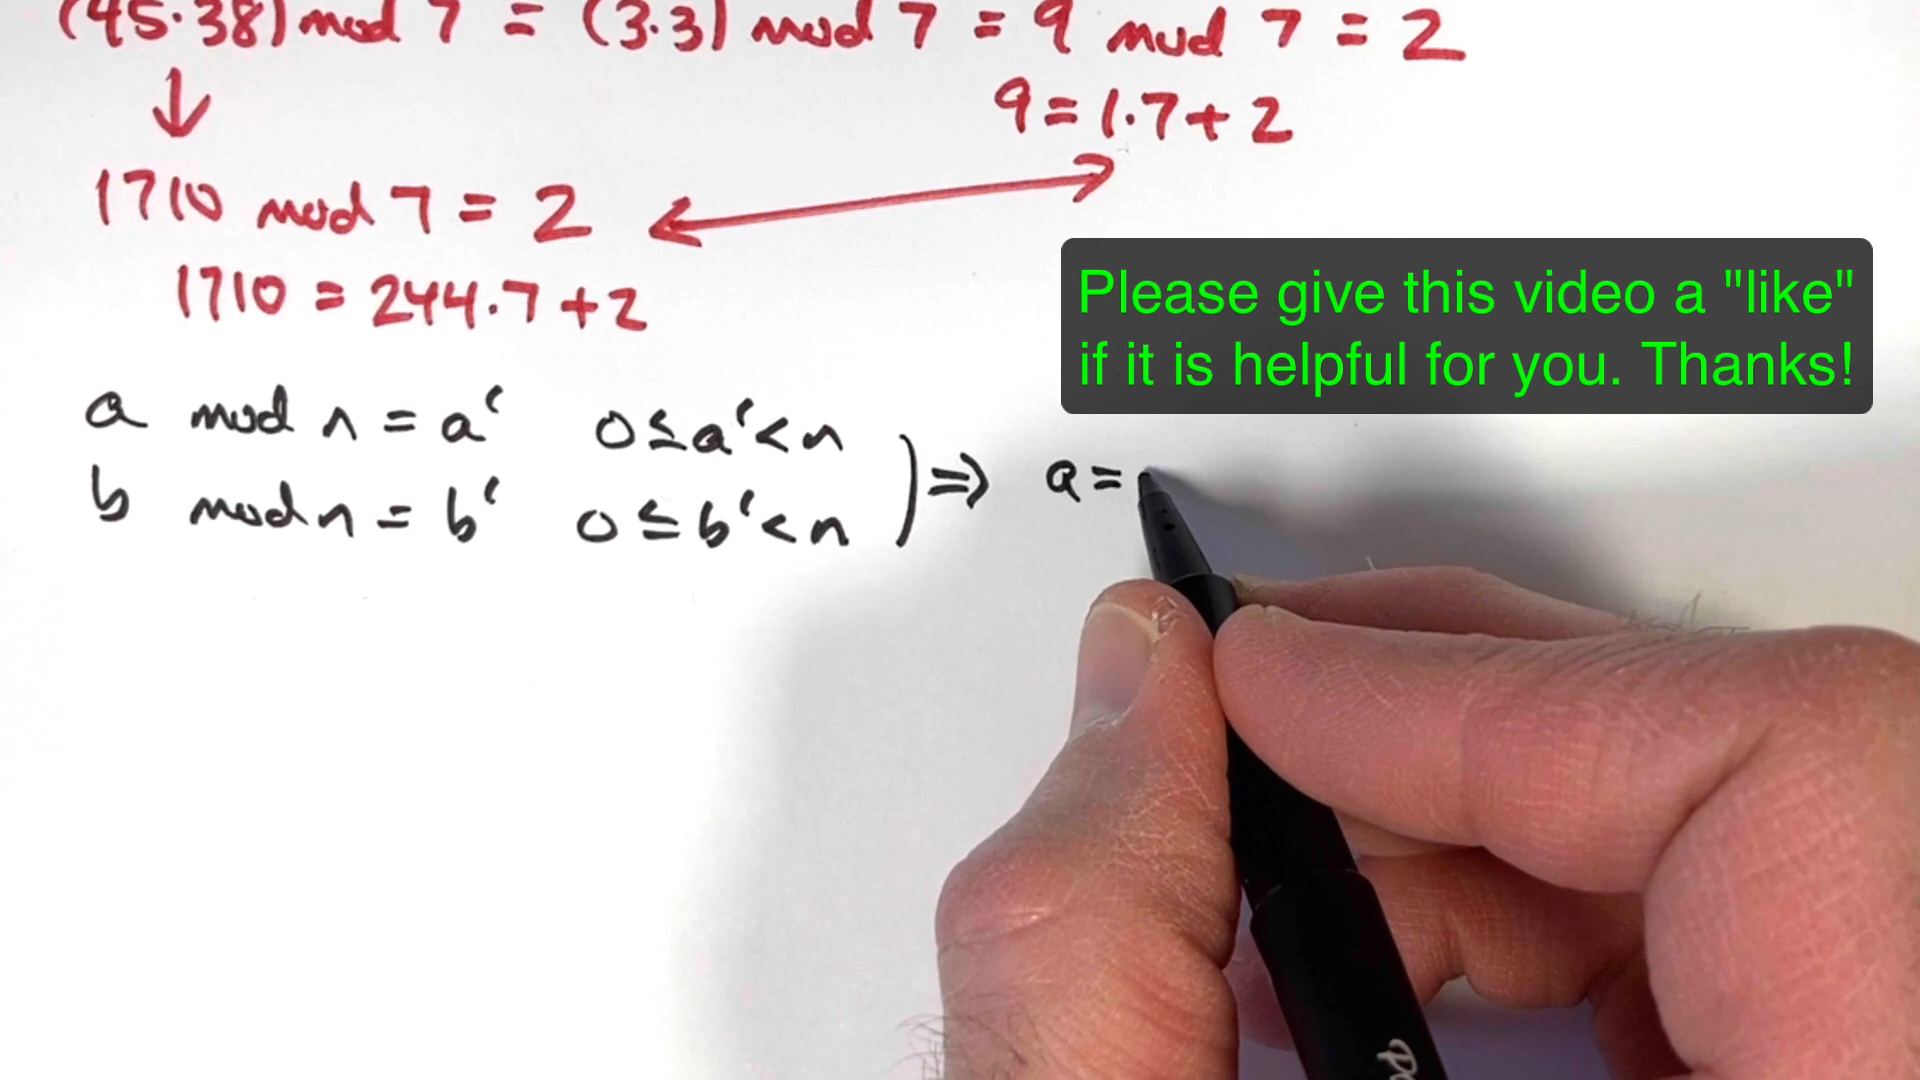 (45·38) mod 7 = (3·3) mod 7 = 9 mod 7 = 2
↓
9 = 1·7 + 2
1710 mod 7 = 2
1710 = 244·7 + 2
Please give this video a "like"
if it is helpful for you. Thanks!
a mod n = a' 0 ≤ a' < n
b mod n = b' 0 ≤ b' < n
) ⇒ a =